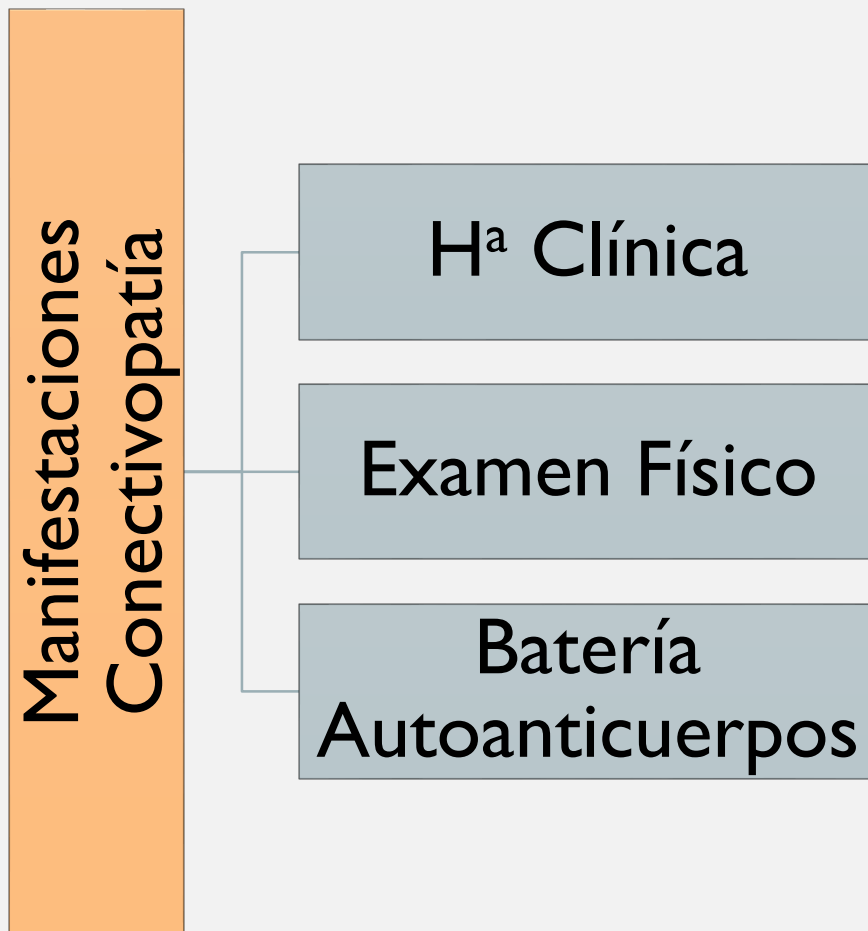 Manifestaciones
Conectivopatía
Hª Clínica
Examen Físico
Batería
Autoanticuerpos